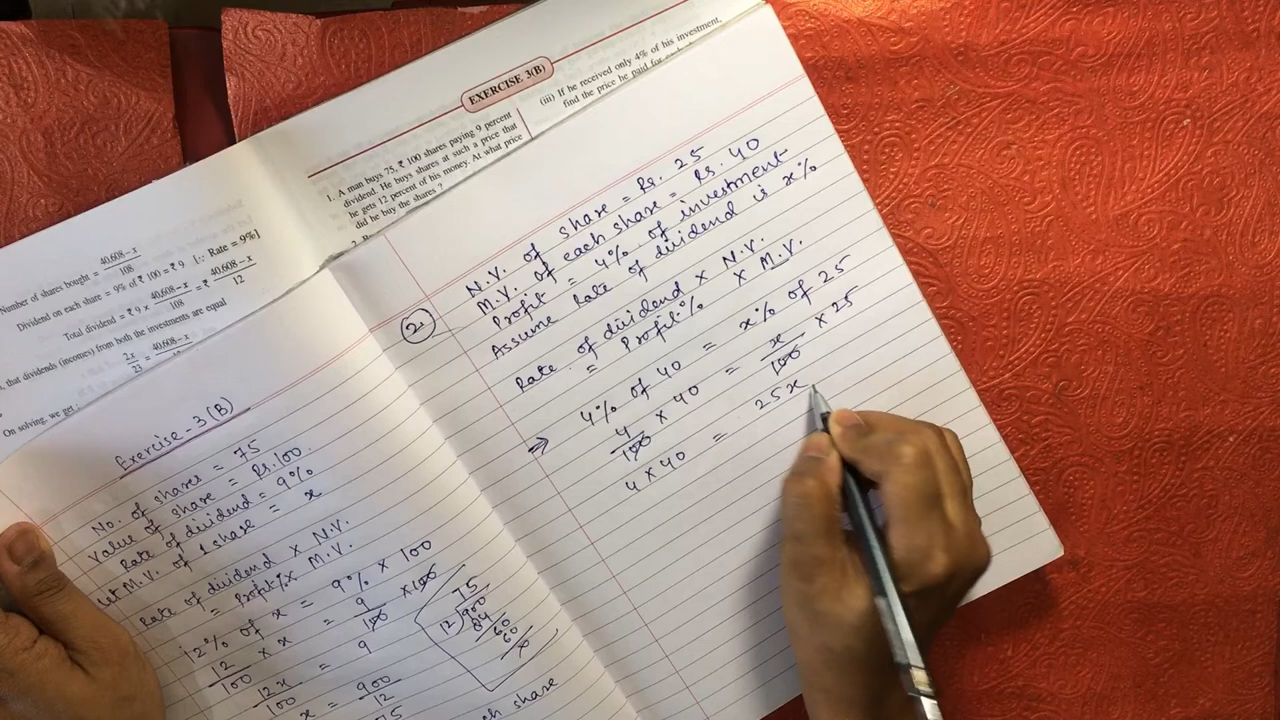 Number of shares bought = 40,608-x / 108
Dividend on each share = 9% of ₹ 100 = ₹ 9 [∵ Rate = 9%]
Total dividend = ₹ 9 × 40,608-x / 108 = ₹ 40,608-x / 12
that dividends (incomes) from both the investments are equal
2x / 23 = 40,608-x
On solving, we get :
EXERCISE 3(B)
1. A man buys 75, ₹ 100 shares paying 9 percent
dividend. He buys shares at such a price that
he gets 12 percent of his money. At what price
did he buy the shares ?
(iii) If he received only 4% of his investment,
find the price he paid for
Exercise-3(B)
No. of shares = 75
Value of share = Rs.100.
Rate of dividend = 9%
Let M.V. of 1 share = x
Rate of dividend × N.V.
= Profit% × M.V.
12% of x = 9% × 100
12/100 × x = 9/100 × 100
12x/100 = 9
x = 900/12
75
each share
75
12)900
84
60
60
x
2.
N.V. of share = Rs. 25
M.V. of each share = Rs. 40
Profit = 4% of investment
Assume rate of dividend is x%
Rate of dividend × N.V.
= Profit% × M.V.
4% of 40 = x% of 25
⇒ 4/100 × 40 = x/100 × 25
4 × 40 = 25x